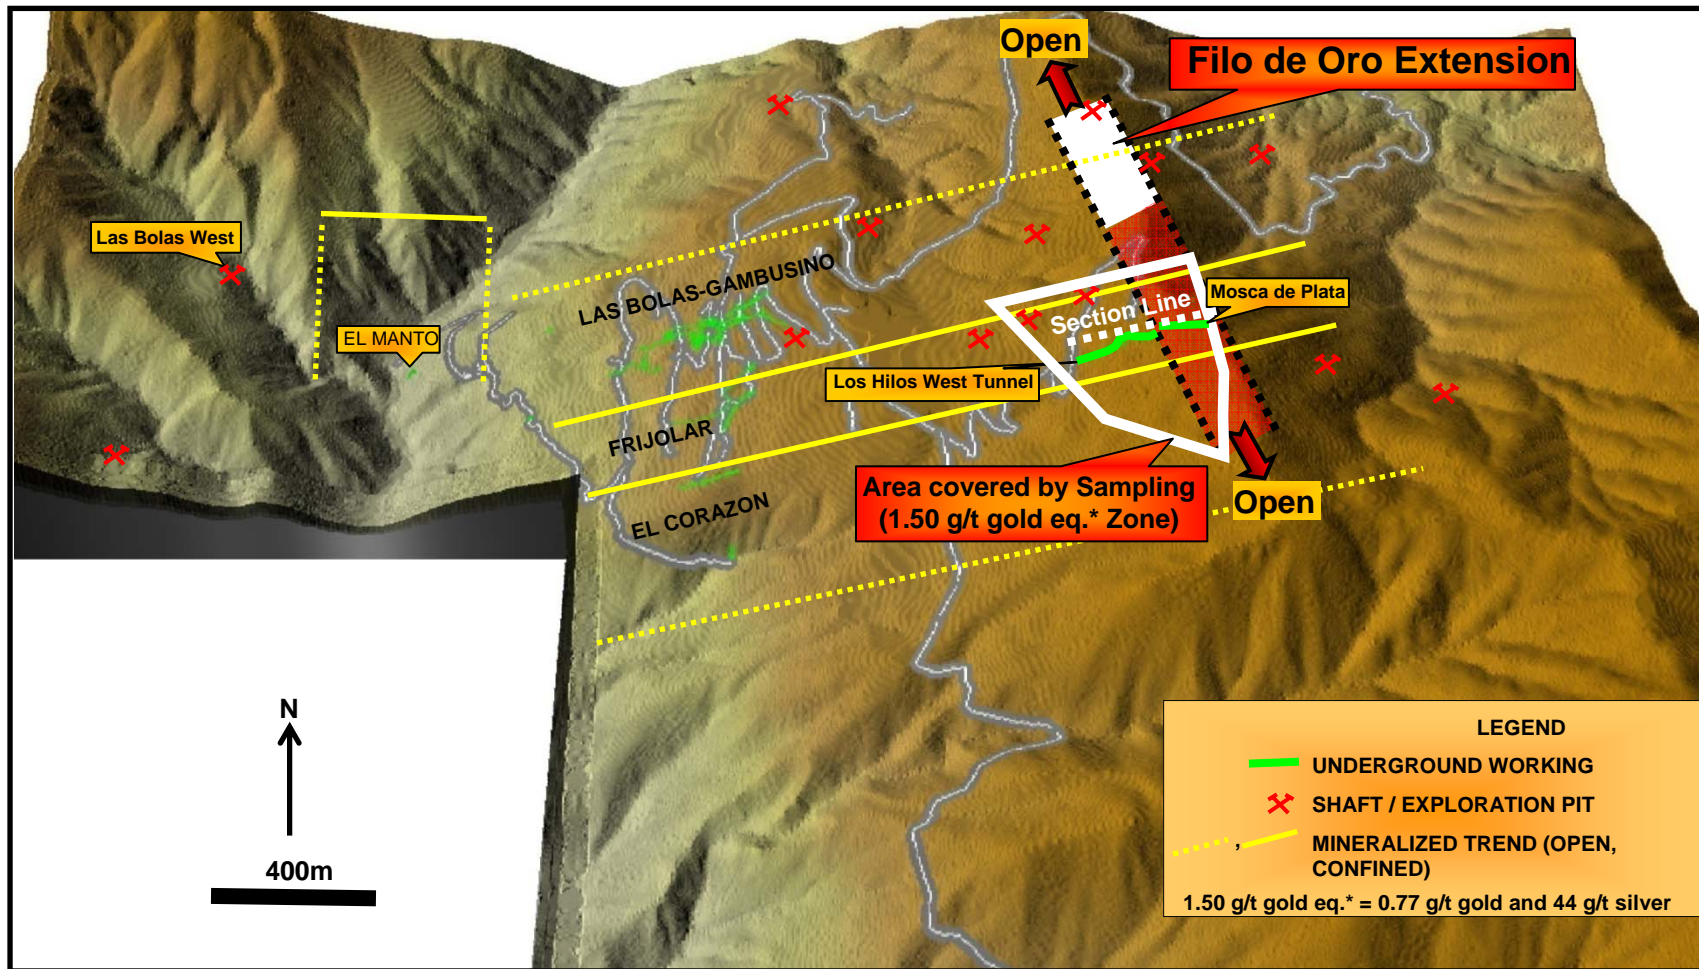 Open
Filo de Oro Extension
Las Bolas West
LAS BOLAS-GAMBUSINO
Mosca de Plata
Section Line
EL MANTO
Los Hilos West Tunnel
FRIJOLAR
Area covered by Sampling
(1.50 g/t gold eq.* Zone)
Open
EL CORAZON
N
400m
LEGEND
UNDERGROUND WORKING
SHAFT / EXPLORATION PIT
, MINERALIZED TREND (OPEN,
CONFINED)
1.50 g/t gold eq.* = 0.77 g/t gold and 44 g/t silver